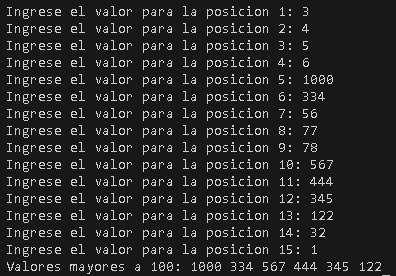 Ingrese el valor para la posicion 1: 3
Ingrese el valor para la posicion 2: 4
Ingrese el valor para la posicion 3: 5
Ingrese el valor para la posicion 4: 6
Ingrese el valor para la posicion 5: 1000
Ingrese el valor para la posicion 6: 334
Ingrese el valor para la posicion 7: 56
Ingrese el valor para la posicion 8: 77
Ingrese el valor para la posicion 9: 78
Ingrese el valor para la posicion 10: 567
Ingrese el valor para la posicion 11: 444
Ingrese el valor para la posicion 12: 345
Ingrese el valor para la posicion 13: 122
Ingrese el valor para la posicion 14: 32
Ingrese el valor para la posicion 15: 1
Valores mayores a 100: 1000 334 567 444 345 122